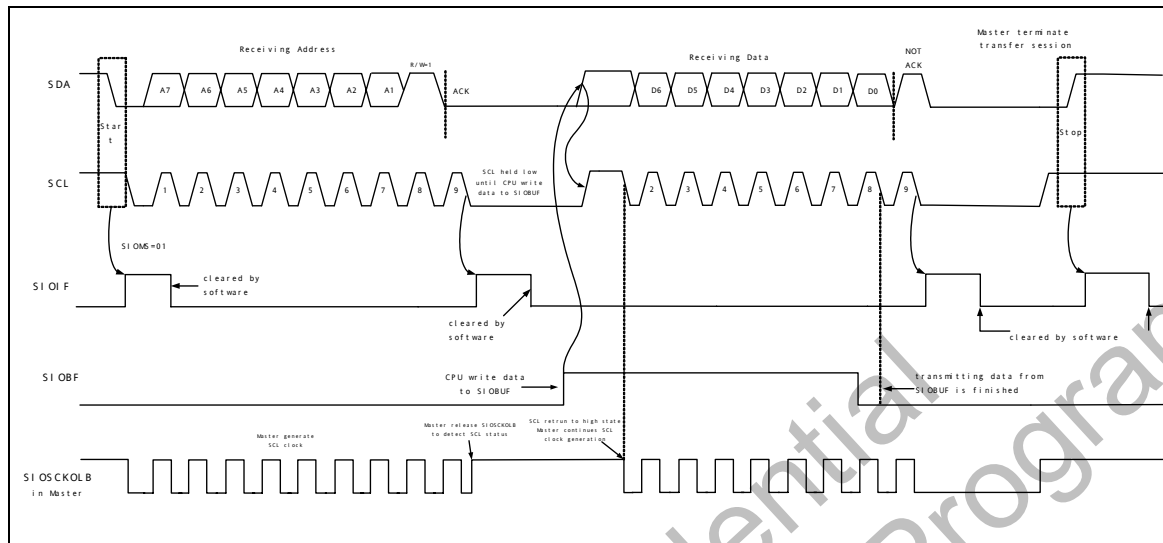 Receiving Address
R/W=1
Receiving Data
NOT
ACK
Master terminate
transfer session
SDA
A7
A6
A5
A4
A3
A2
A1
ACK
D6
D5
D4
D3
D2
D1
D0
Star
t
Stop
SCL
1
2
3
4
5
6
7
8
9
SCL held low
until CPU write
data to SIOBUF
2
3
4
5
6
7
8
9
SIOMS=01
SIOIF
cleared by
software
cleared by
software
cleared by software
SIOBF
CPU write data
to SIOBUF
transmitting data from
SIOBUF is finished
Master generate
SCL clock
Master release SIOSCKOLB
to detect SCL status
SCL retrun to high state,
Master continues SCL
clock generation
SIOSCKOLB
in Master